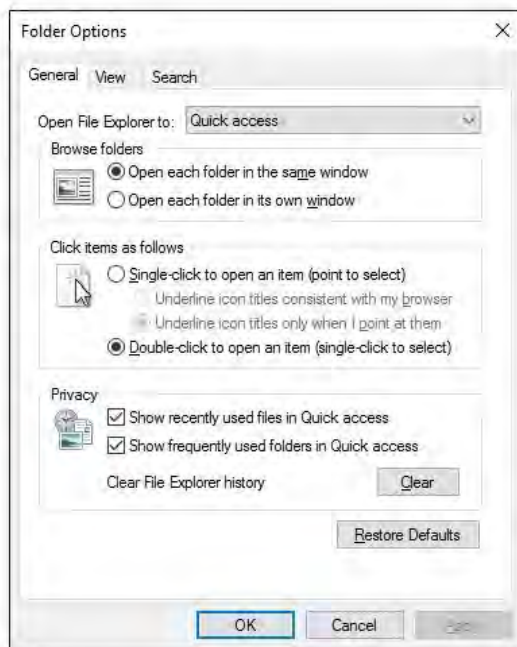 Folder Options
General View Search
Open File Explorer to: Quick access
Browse folders
Open each folder in the same window
Open each folder in its own window
Click items as follows
Single-click to open an item (point to select)
Underline icon titles consistent with my browser
Underline icon titles only when I point at them
Double-click to open an item (single-click to select)
Privacy
Show recently used files in Quick access
Show frequently used folders in Quick access
Clear File Explorer history Clear
Restore Defaults
OK Cancel